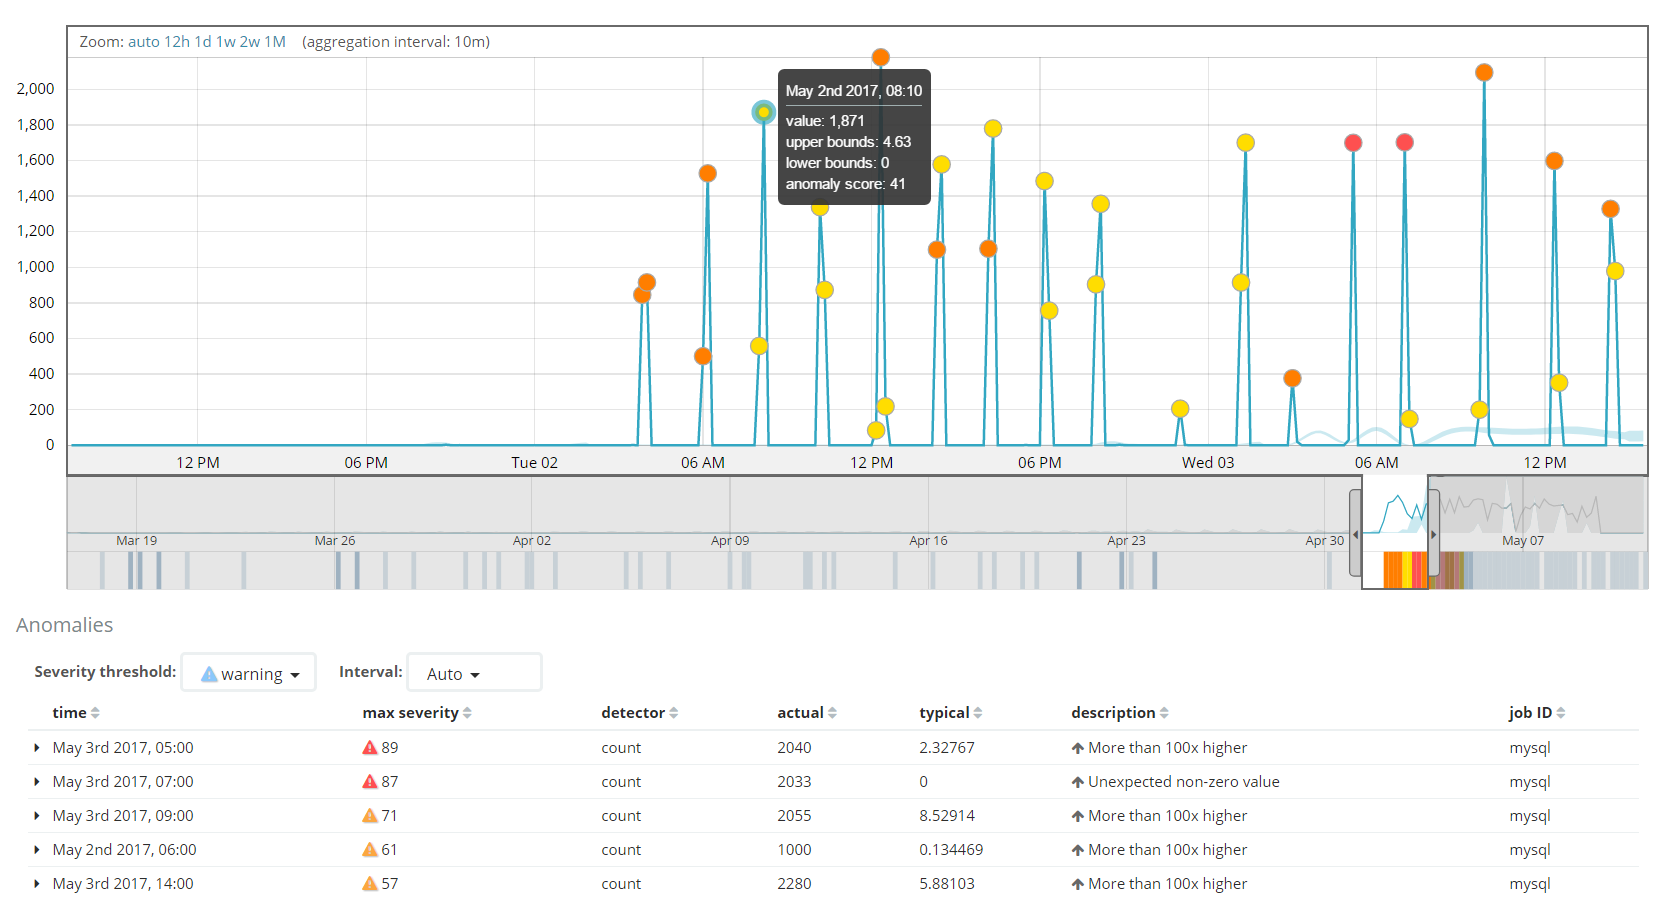 Zoom: auto 12h 1d 1w 2w 1M (aggregation interval: 10m)
2,000
1,800
1,600
1,400
1,200
1,000
800
600
400
200
0
May 2nd 2017, 08:10
value: 1,871
upper bounds: 4.63
lower bounds: 0
anomaly score: 41
12 PM 06 PM Tue 02 06 AM 12 PM 06 PM Wed 03 06 AM 12 PM
Mar 19 Mar 26 Apr 02 Apr 09 Apr 16 Apr 23 Apr 30 May 07
Anomalies
Severity threshold: warning Interval: Auto
time max severity detector actual typical description job ID
May 3rd 2017, 05:00 89 count 2040 2.32767 More than 100x higher mysql
May 3rd 2017, 07:00 87 count 2033 0 Unexpected non-zero value mysql
May 3rd 2017, 09:00 71 count 2055 8.52914 More than 100x higher mysql
May 2nd 2017, 06:00 61 count 1000 0.134469 More than 100x higher mysql
May 3rd 2017, 14:00 57 count 2280 5.88103 More than 100x higher mysql